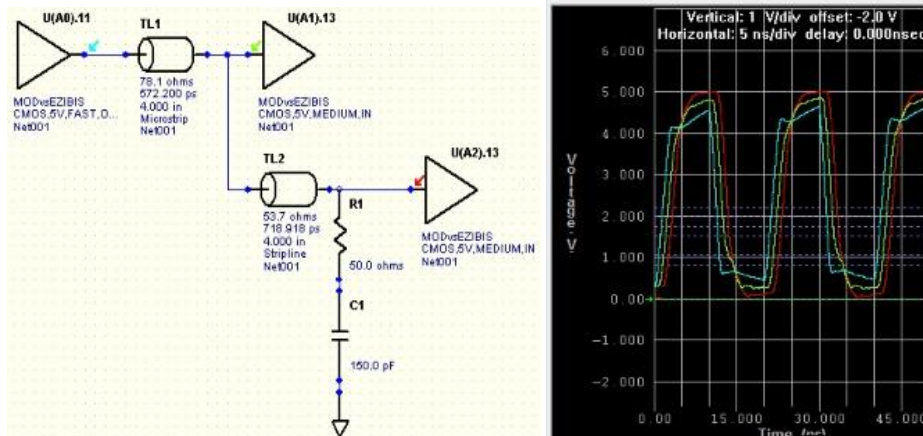 U(A0).11
TL1
U(A1).13
78.1 ohms
572.200 ps
4.000 in
Microstrip
Net001
MODvsEZIBIS
CMOS,5V,FAST,O...
Net001
MODvsEZIBIS
CMOS,5V,MEDIUM,IN
Net001
TL2
U(A2).13
53.7 ohms
718.918 ps
4.000 in
Stripline
Net001
R1
50.0 ohms
MODvsEZIBIS
CMOS,5V,MEDIUM,IN
Net001
C1
150.0 pF
Vertical: 1 V/div offset: -2.0 V
Horizontal: 5 ns/div delay: 0.000nsec
6.000
5.000
4.000
3.000
2.000
1.000
0.00
-1.000
-2.000
Voltage-V-
0.00
15.000
30.000
45.000
Time (ns)